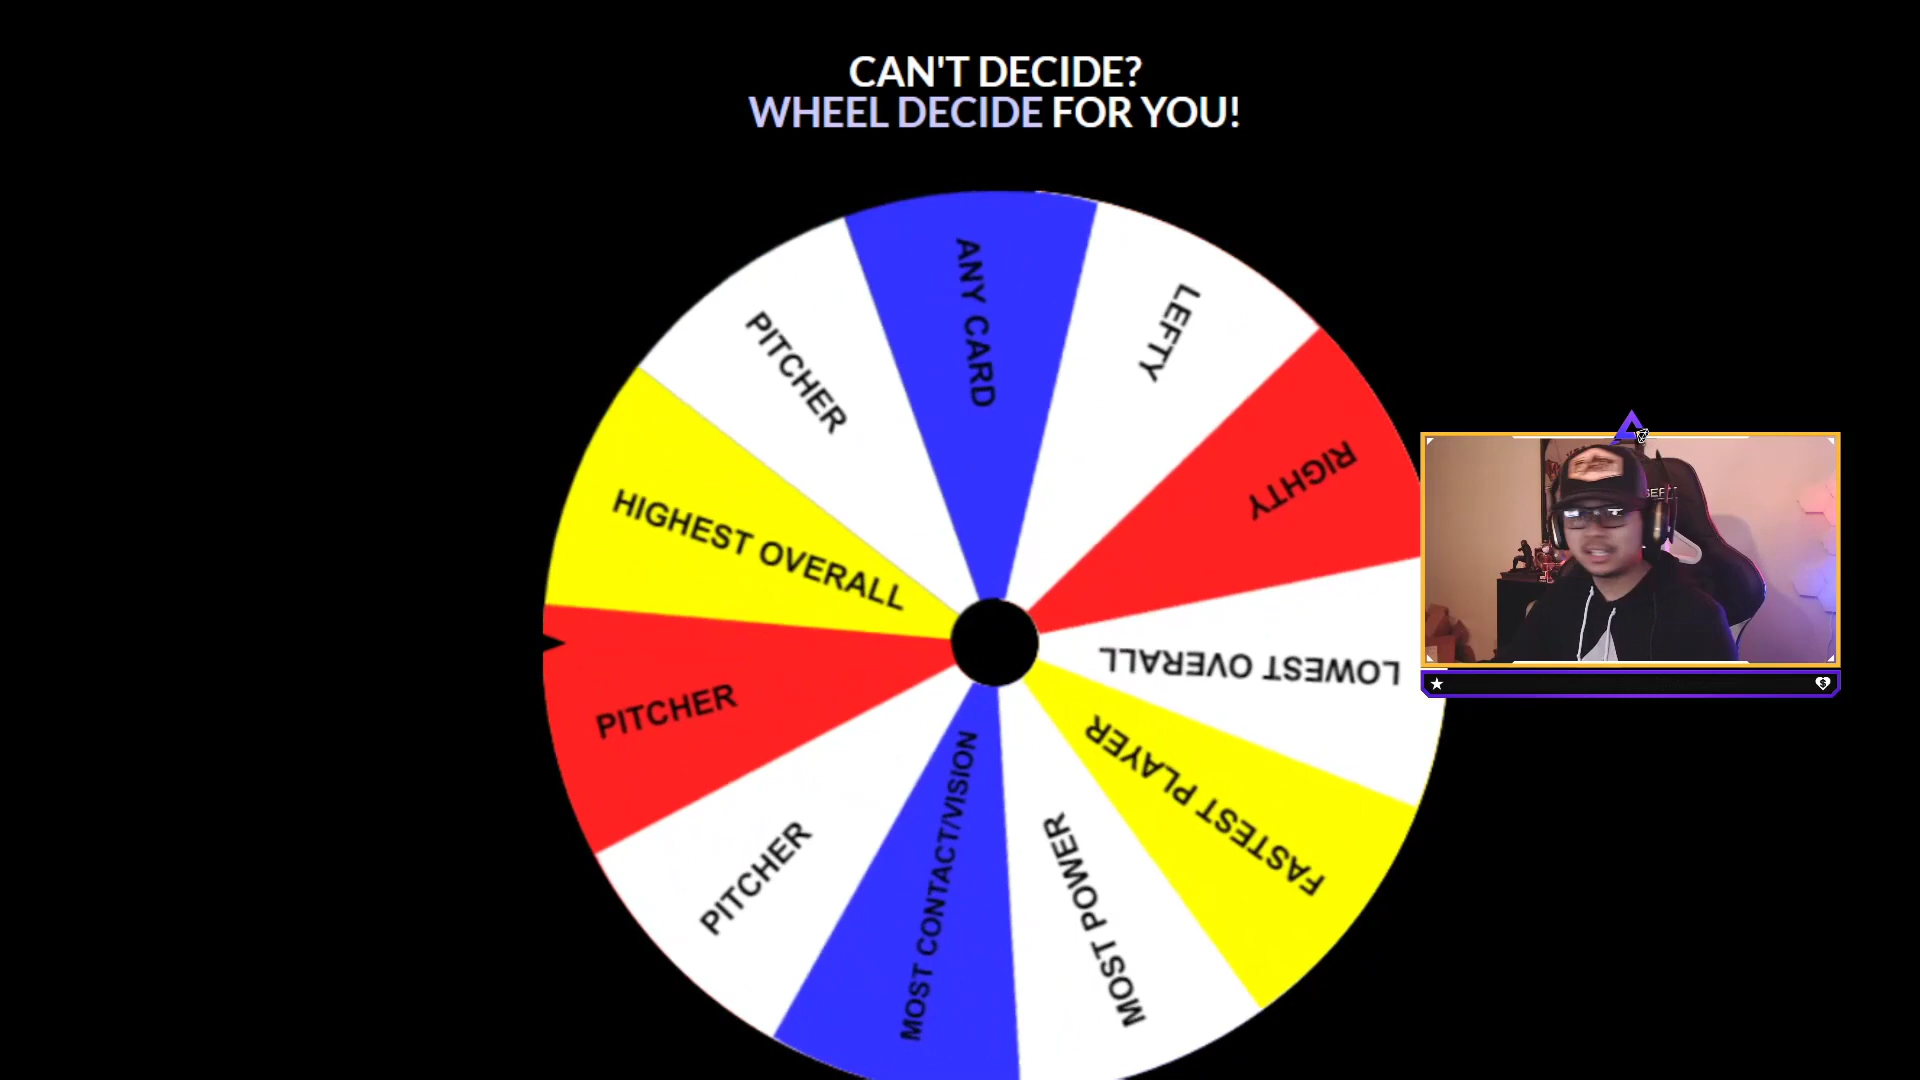 CAN'T DECIDE?
WHEEL DECIDE FOR YOU!
ANY CARD
LEFTY
RIGHTY
LOWEST OVERALL
FASTEST PLAYER
MOST POWER
MOST CONTACT/VISION
PITCHER
PITCHER
HIGHEST OVERALL
PITCHER